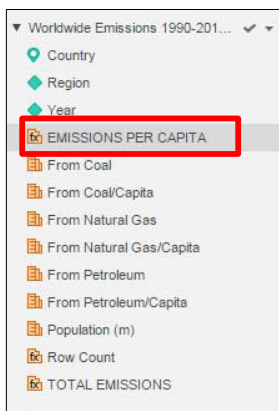 Worldwide Emissions 1990-201...
Country
Region
Year
EMISSIONS PER CAPITA
From Coal
From Coal/Capita
From Natural Gas
From Natural Gas/Capita
From Petroleum
From Petroleum/Capita
Population (m)
Row Count
TOTAL EMISSIONS